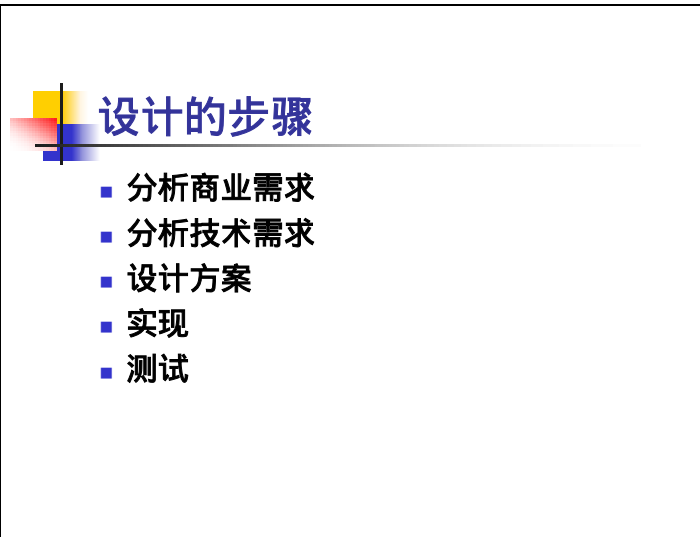 设计的步骤
分析商业需求
分析技术需求
设计方案
实现
测试